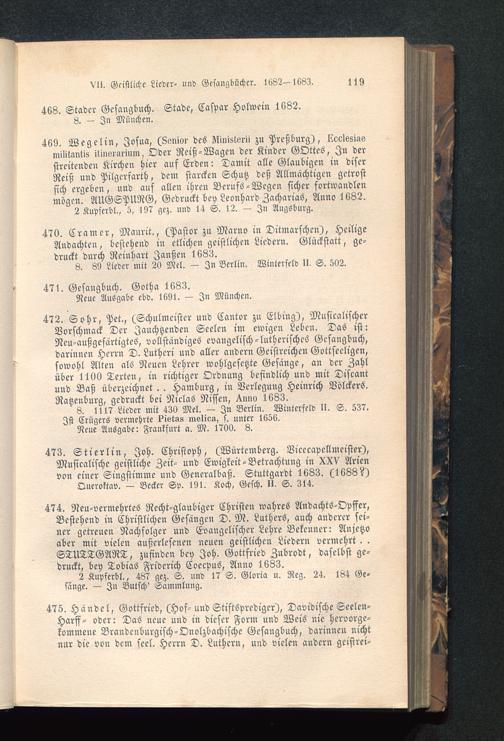 VII. Geistliche Lieder- und Gesangbücher. 1682—1683. 119
468. Stader Gesangbuch. Stade, Caspar Holwein 1682.
8. — In München.
469. Wegelin, Josua, (Senior des Ministerii zu Preßburg), Ecclesiae
militantis itinerarium, Oder Reiß-Wagen der Kinder GOttes, In der
streitenden Kirchen hier auf Erden: Damit alle Glaubigen in diser
Reiß und Pilgerfarth, dem starcken Schutz deß Allmächtigen getrost
sich ergeben, und auf allen ihren Berufs-Wegen sicher fortwandlen
mögen. AUGSPURG, Gedruckt bey Leonhard Zacharias, Anno 1682.
2 Kupferbl., 5, 197 gez. und 14 S. 12. — In Augsburg.
470. Cramer, Maurit., (Pastor zu Marno in Ditmarschen), Heilige
Andachten, bestehend in etlichen geistlichen Liedern. Glückstatt, ge-
druckt durch Reinhart Janßen 1683.
8. 89 Lieder mit 20 Mel. — In Berlin. Winterfeld II. S. 502.
471. Gesangbuch. Gotha 1683.
Neue Ausgabe ebd. 1691. — In München.
472. Sohr, Pet., (Schulmeister und Cantor zu Elbing), Musicalischer
Vorschmack Der Jauchzenden Seelen im ewigen Leben. Das ist:
Neu-außgefärtigtes, vollständiges evangelisch-lutherisches Gesangbuch,
darinnen Herrn D. Lutheri und aller andern Geistreichen Gottseeligen,
sowohl Alten als Neuen Lehrer wohlgesetzte Gesänge, an der Zahl
über 1100 Texten, in richtiger Ordnung befindlich und mit Discant
und Baß überzeichnet . . Hamburg, in Verlegung Heinrich Völckers.
Ratzenburg, gedruckt bei Niclas Nissen, Anno 1683.
8. 1117 Lieder mit 430 Mel. — In Berlin. Winterfeld II. S. 537.
Ist Crügers vermehrte Pietas melica, s. unter 1656.
Neue Ausgabe: Frankfurt a. M. 1700. 8.
473. Stierlin, Joh. Christoph, (Würtemberg. Vicecapellmeister),
Musicalische geistliche Zeit- und Ewigkeit-Betrachtung in XXV Arien
von einer Singstimme und Generalbaß. Stuttgardt 1683. (1688?)
Queroktav. — Becker Sp. 191. Koch, Gesch. II. S. 314.
474. Neu-vermehrtes Recht-glaubiger Christen wahres Andachts-Opffer,
Bestehend in Christlichen Gesängen D. M. Luthers, auch anderer sei-
ner getreuen Nachfolger und Evangelischer Lehre Bekenner: Anjetzo
aber mit vielen außerlesenen neuen geistlichen Liedern vermehrt . .
STUTTGART, zufinden bey Joh. Gottfried Zubrodt, daselbst ge-
druckt, bey Tobias Friderich Coccyus, Anno 1683.
2 Kupferbl., 487 gez. S. und 17 S. Gloria u. Reg. 24. 184 Ge-
sänge. — In Butsch' Sammlung.
475. Händel, Gottfried, (Hof- und Stiftsprediger), Davidische Seelen-
Harff- oder: Das neue und in dieser Form und Weis nie hervorge-
kommene Brandenburgisch-Onolzbachische Gesangbuch, darinnen nicht
nur die von dem seel. Herrn D. Luthern, und vielen andern geistrei-